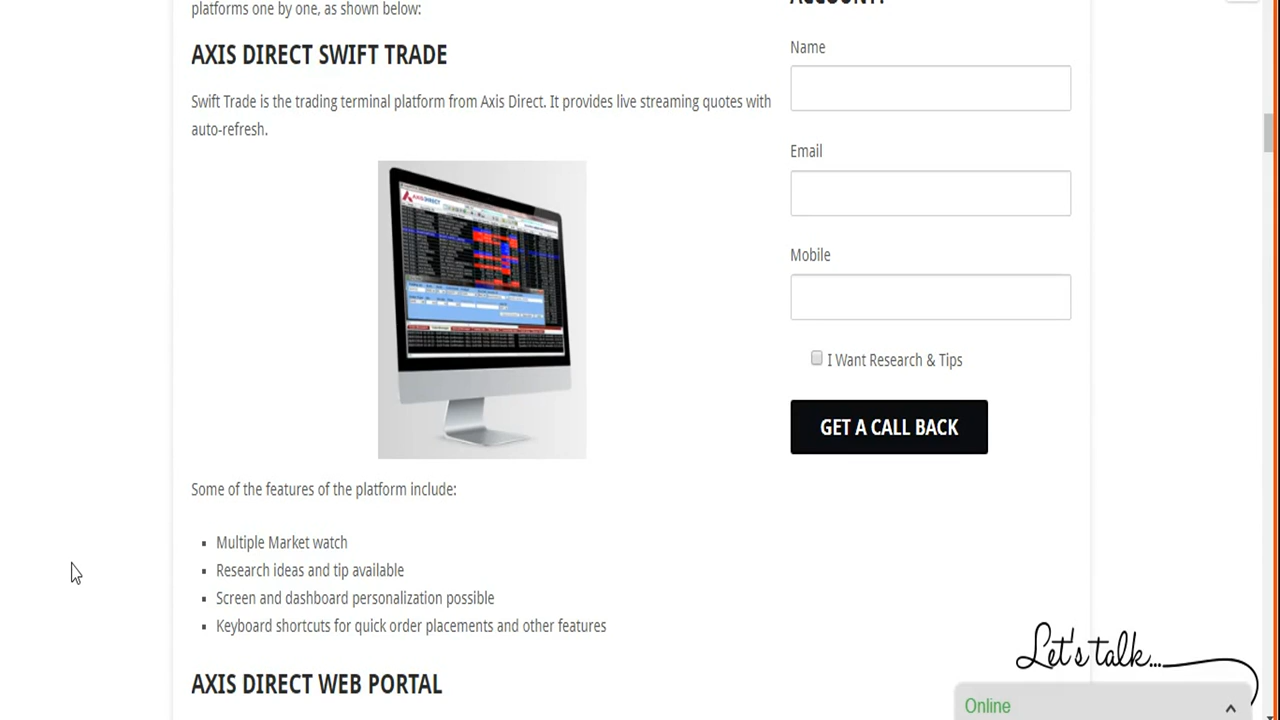 platforms one by one, as shown below:
AXIS DIRECT SWIFT TRADE
Swift Trade is the trading terminal platform from Axis Direct. It provides live streaming quotes with
auto-refresh.
AXISDIRECT
Some of the features of the platform include:
▪ Multiple Market watch
▪ Research ideas and tip available
▪ Screen and dashboard personalization possible
▪ Keyboard shortcuts for quick order placements and other features
AXIS DIRECT WEB PORTAL
Name
Email
Mobile
I Want Research & Tips
GET A CALL BACK
Let's talk...
Online